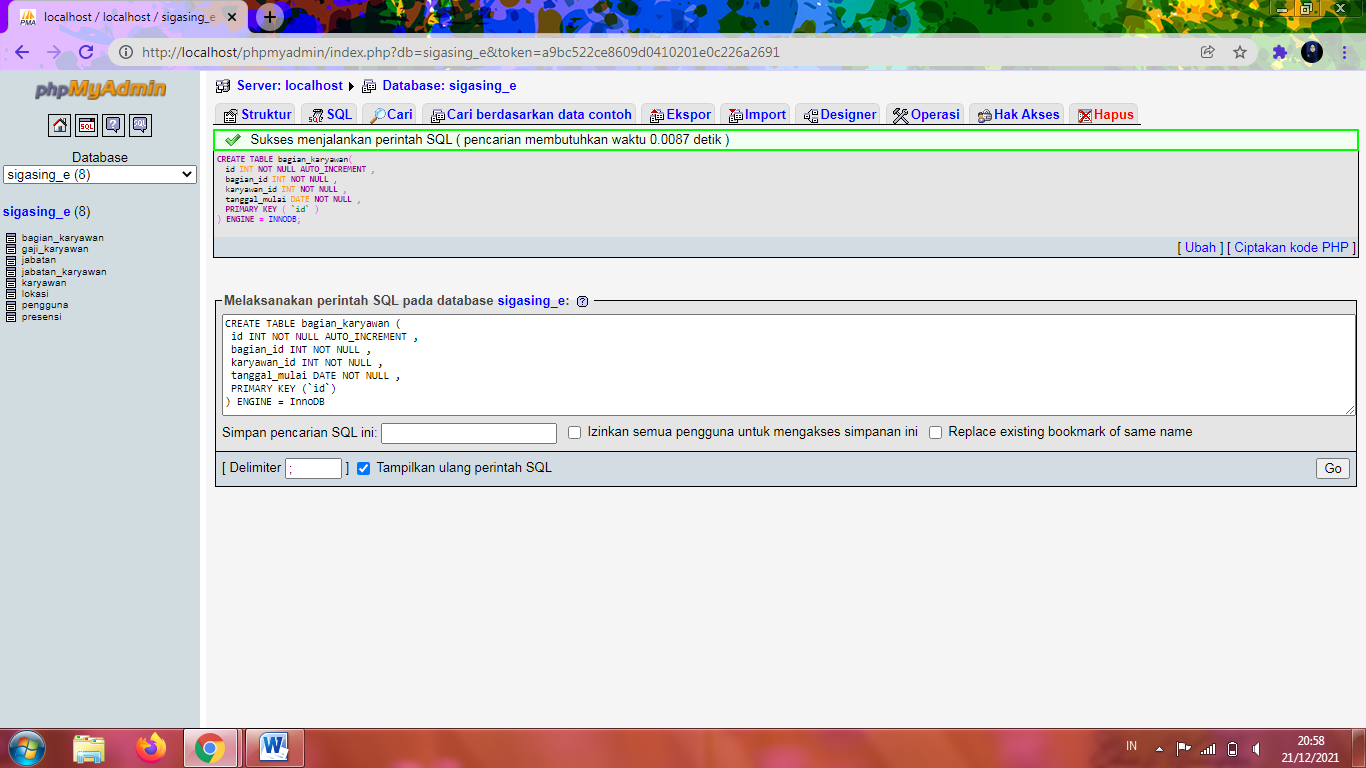 localhost / localhost / sigasing_e
http://localhost/phpmyadmin/index.php?db=sigasing_e&token=a9bc522ce8609d0410201e0c226a2691
phpMyAdmin
Database
sigasing_e (8)
sigasing_e (8)
bagian_karyawan
gaji_karyawan
jabatan
jabatan_karyawan
karyawan
lokasi
pengguna
presensi
Server: localhost Database: sigasing_e
Struktur SQL Cari Cari berdasarkan data contoh Ekspor Import Designer Operasi Hak Akses Hapus
Sukses menjalankan perintah SQL ( pencarian membutuhkan waktu 0.0087 detik )
CREATE TABLE bagian_karyawan(
id INT NOT NULL AUTO_INCREMENT ,
bagian_id INT NOT NULL ,
karyawan_id INT NOT NULL ,
tanggal_mulai DATE NOT NULL ,
PRIMARY KEY ( `id` )
) ENGINE = INNODB;
[ Ubah ] [ Ciptakan kode PHP ]
Melaksanakan perintah SQL pada database sigasing_e:
CREATE TABLE bagian_karyawan (
id INT NOT NULL AUTO_INCREMENT ,
bagian_id INT NOT NULL ,
karyawan_id INT NOT NULL ,
tanggal_mulai DATE NOT NULL ,
PRIMARY KEY (`id`)
) ENGINE = InnoDB
Simpan pencarian SQL ini: Izinkan semua pengguna untuk mengakses simpanan ini Replace existing bookmark of same name
[ Delimiter ; ] Tampilkan ulang perintah SQL Go
IN
20:58
21/12/2021